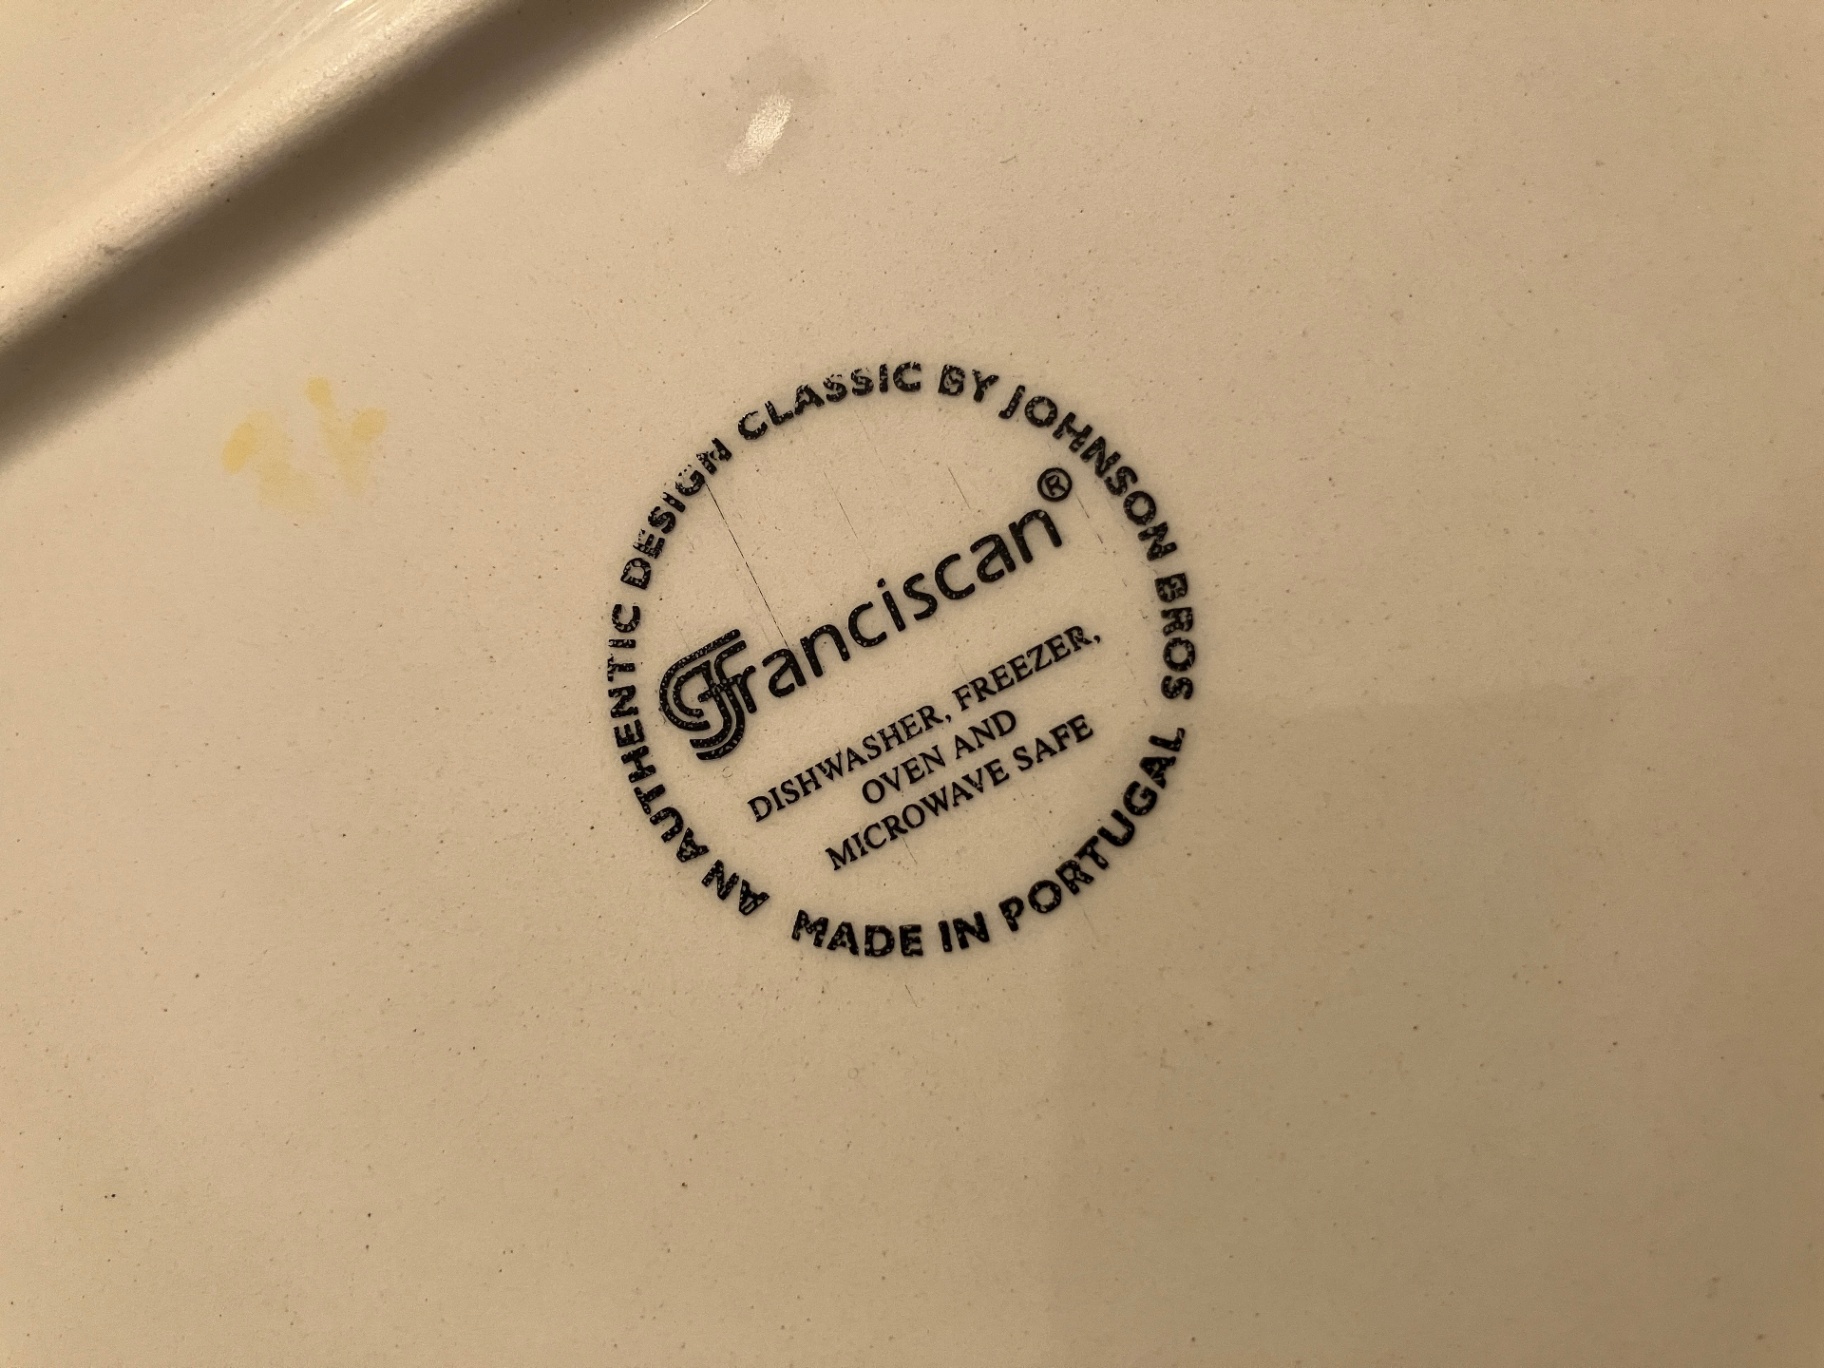 AN AUTHENTIC DESIGN CLASSIC BY JOHNSON BROS
Franciscan®
DISHWASHER, FREEZER,
OVEN AND
MICROWAVE SAFE
MADE IN PORTUGAL